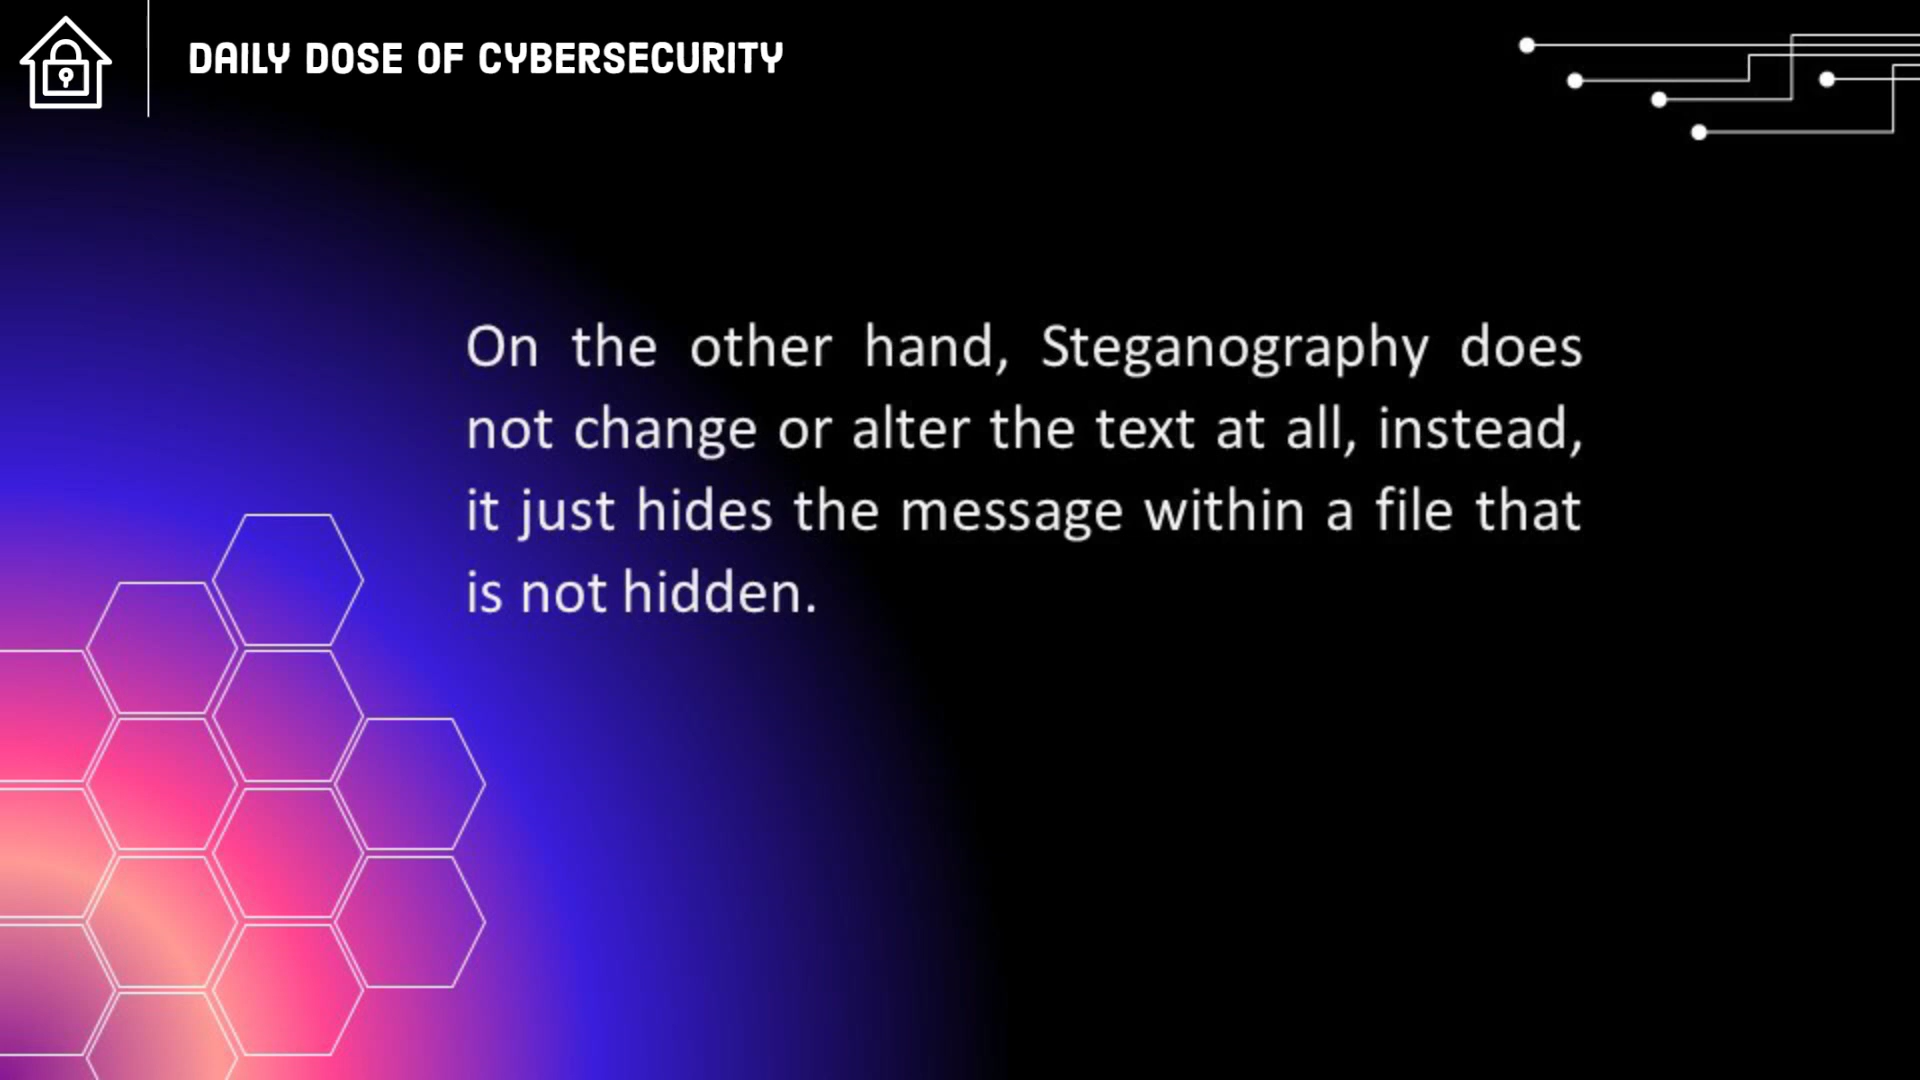 DAILY DOSE OF CYBERSECURITY
On the other hand, Steganography does
not change or alter the text at all, instead,
it just hides the message within a file that
is not hidden.